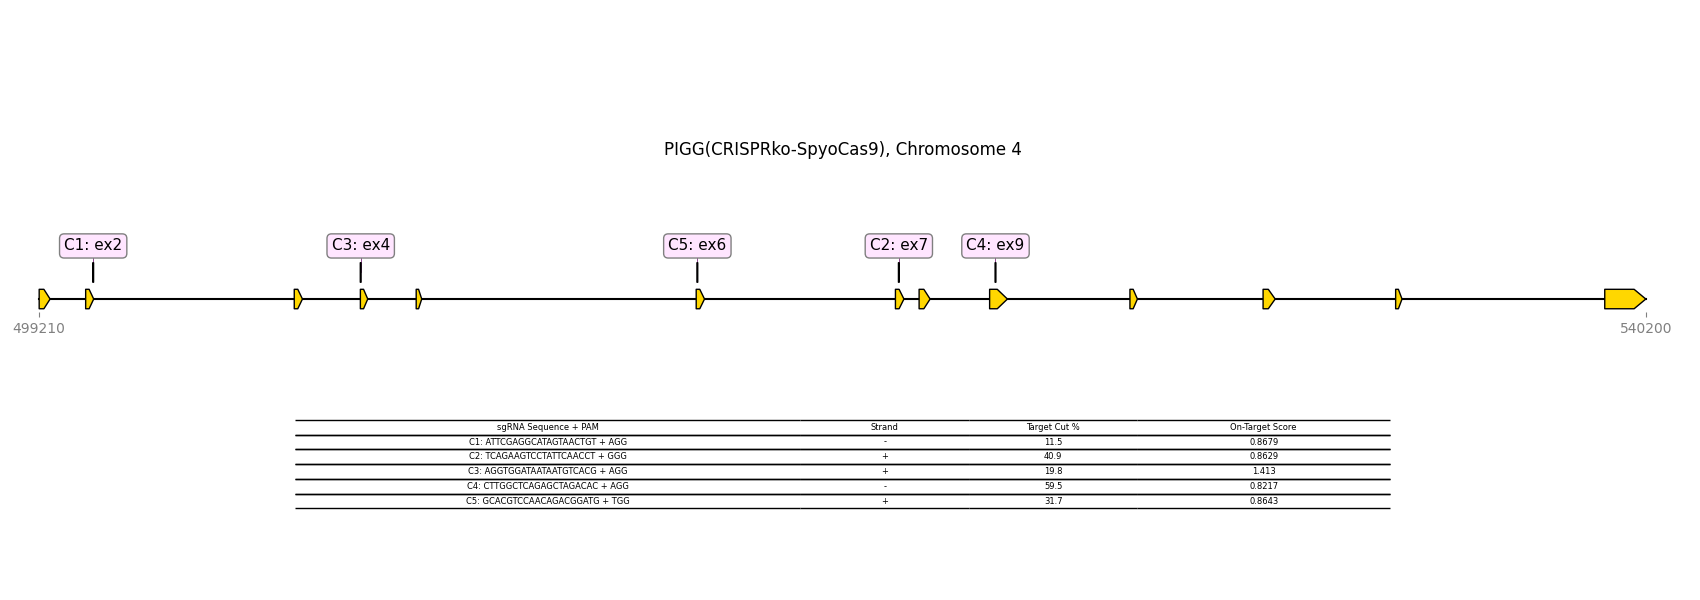 PIGG(CRISPRko-SpyoCas9), Chromosome 4
C1: ex2 C3: ex4 C5: ex6 C2: ex7 C4: ex9
499210 540200
sgRNA Sequence + PAM Strand Target Cut % On-Target Score
C1: ATTCGAGGCATAGTAACTGT + AGG - 11.5 0.8679
C2: TCAGAAGTCCTATTCAACCT + GGG + 40.9 0.8629
C3: AGGTGGATAATAATGTCACG + AGG + 19.8 1.413
C4: CTTGGCTCAGAGCTAGACAC + AGG - 59.5 0.8217
C5: GCACGTCCAACAGACGGATG + TGG + 31.7 0.8643